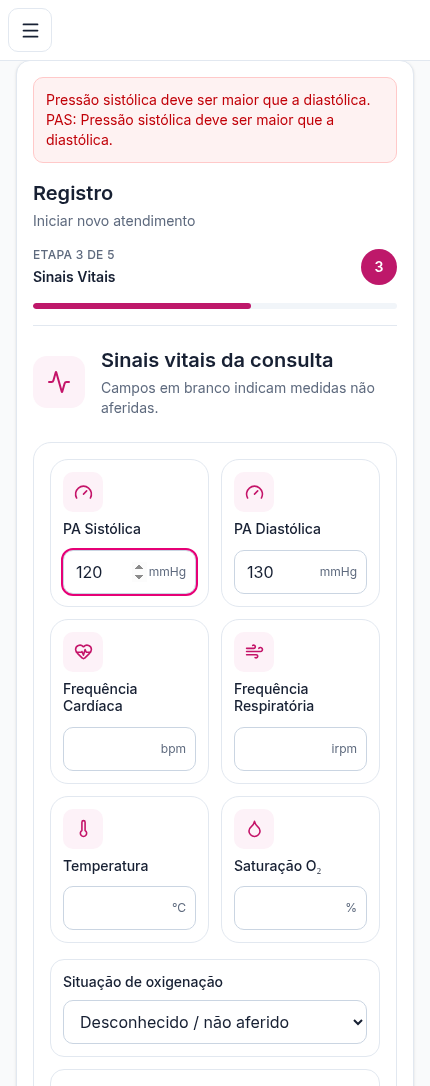 Pressão sistólica deve ser maior que a diastólica.
PAS: Pressão sistólica deve ser maior que a
diastólica.
Registro
Iniciar novo atendimento
ETAPA 3 DE 5
Sinais Vitais
3
Sinais vitais da consulta
Campos em branco indicam medidas não
aferidas.
PA Sistólica
120 mmHg
PA Diastólica
130 mmHg
Frequência
Cardíaca
bpm
Frequência
Respiratória
irpm
Temperatura
°C
Saturação O₂
%
Situação de oxigenação
Desconhecido / não aferido